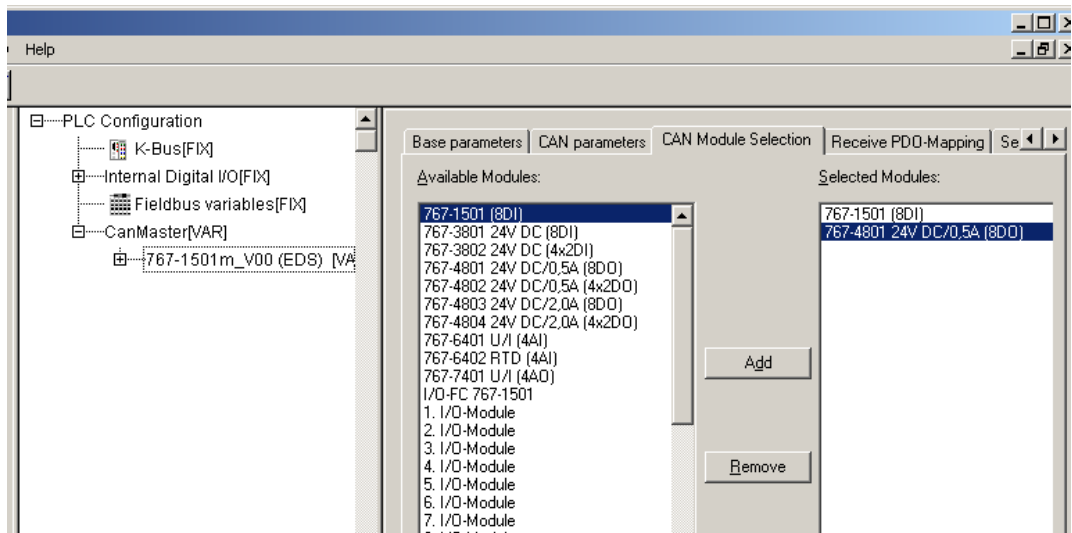 Help
PLC Configuration
K-Bus[FIX]
Internal Digital I/O[FIX]
Fieldbus variables[FIX]
CanMaster[VAR]
767-1501m_V00 (EDS) [VA
Base parameters
CAN parameters
CAN Module Selection
Receive PDO-Mapping
Se
Available Modules:
767-1501 (8DI)
767-3801 24V DC (8DI)
767-3802 24V DC (4x2DI)
767-4801 24V DC/0,5A (8DO)
767-4802 24V DC/0,5A (4x2DO)
767-4803 24V DC/2,0A (8DO)
767-4804 24V DC/2,0A (4x2DO)
767-6401 U/I (4AI)
767-6402 RTD (4AI)
767-7401 U/I (4AO)
I/O-FC 767-1501
1. I/O-Module
2. I/O-Module
3. I/O-Module
4. I/O-Module
5. I/O-Module
6. I/O-Module
7. I/O-Module
Add
Remove
Selected Modules:
767-1501 (8DI)
767-4801 24V DC/0,5A (8DO)